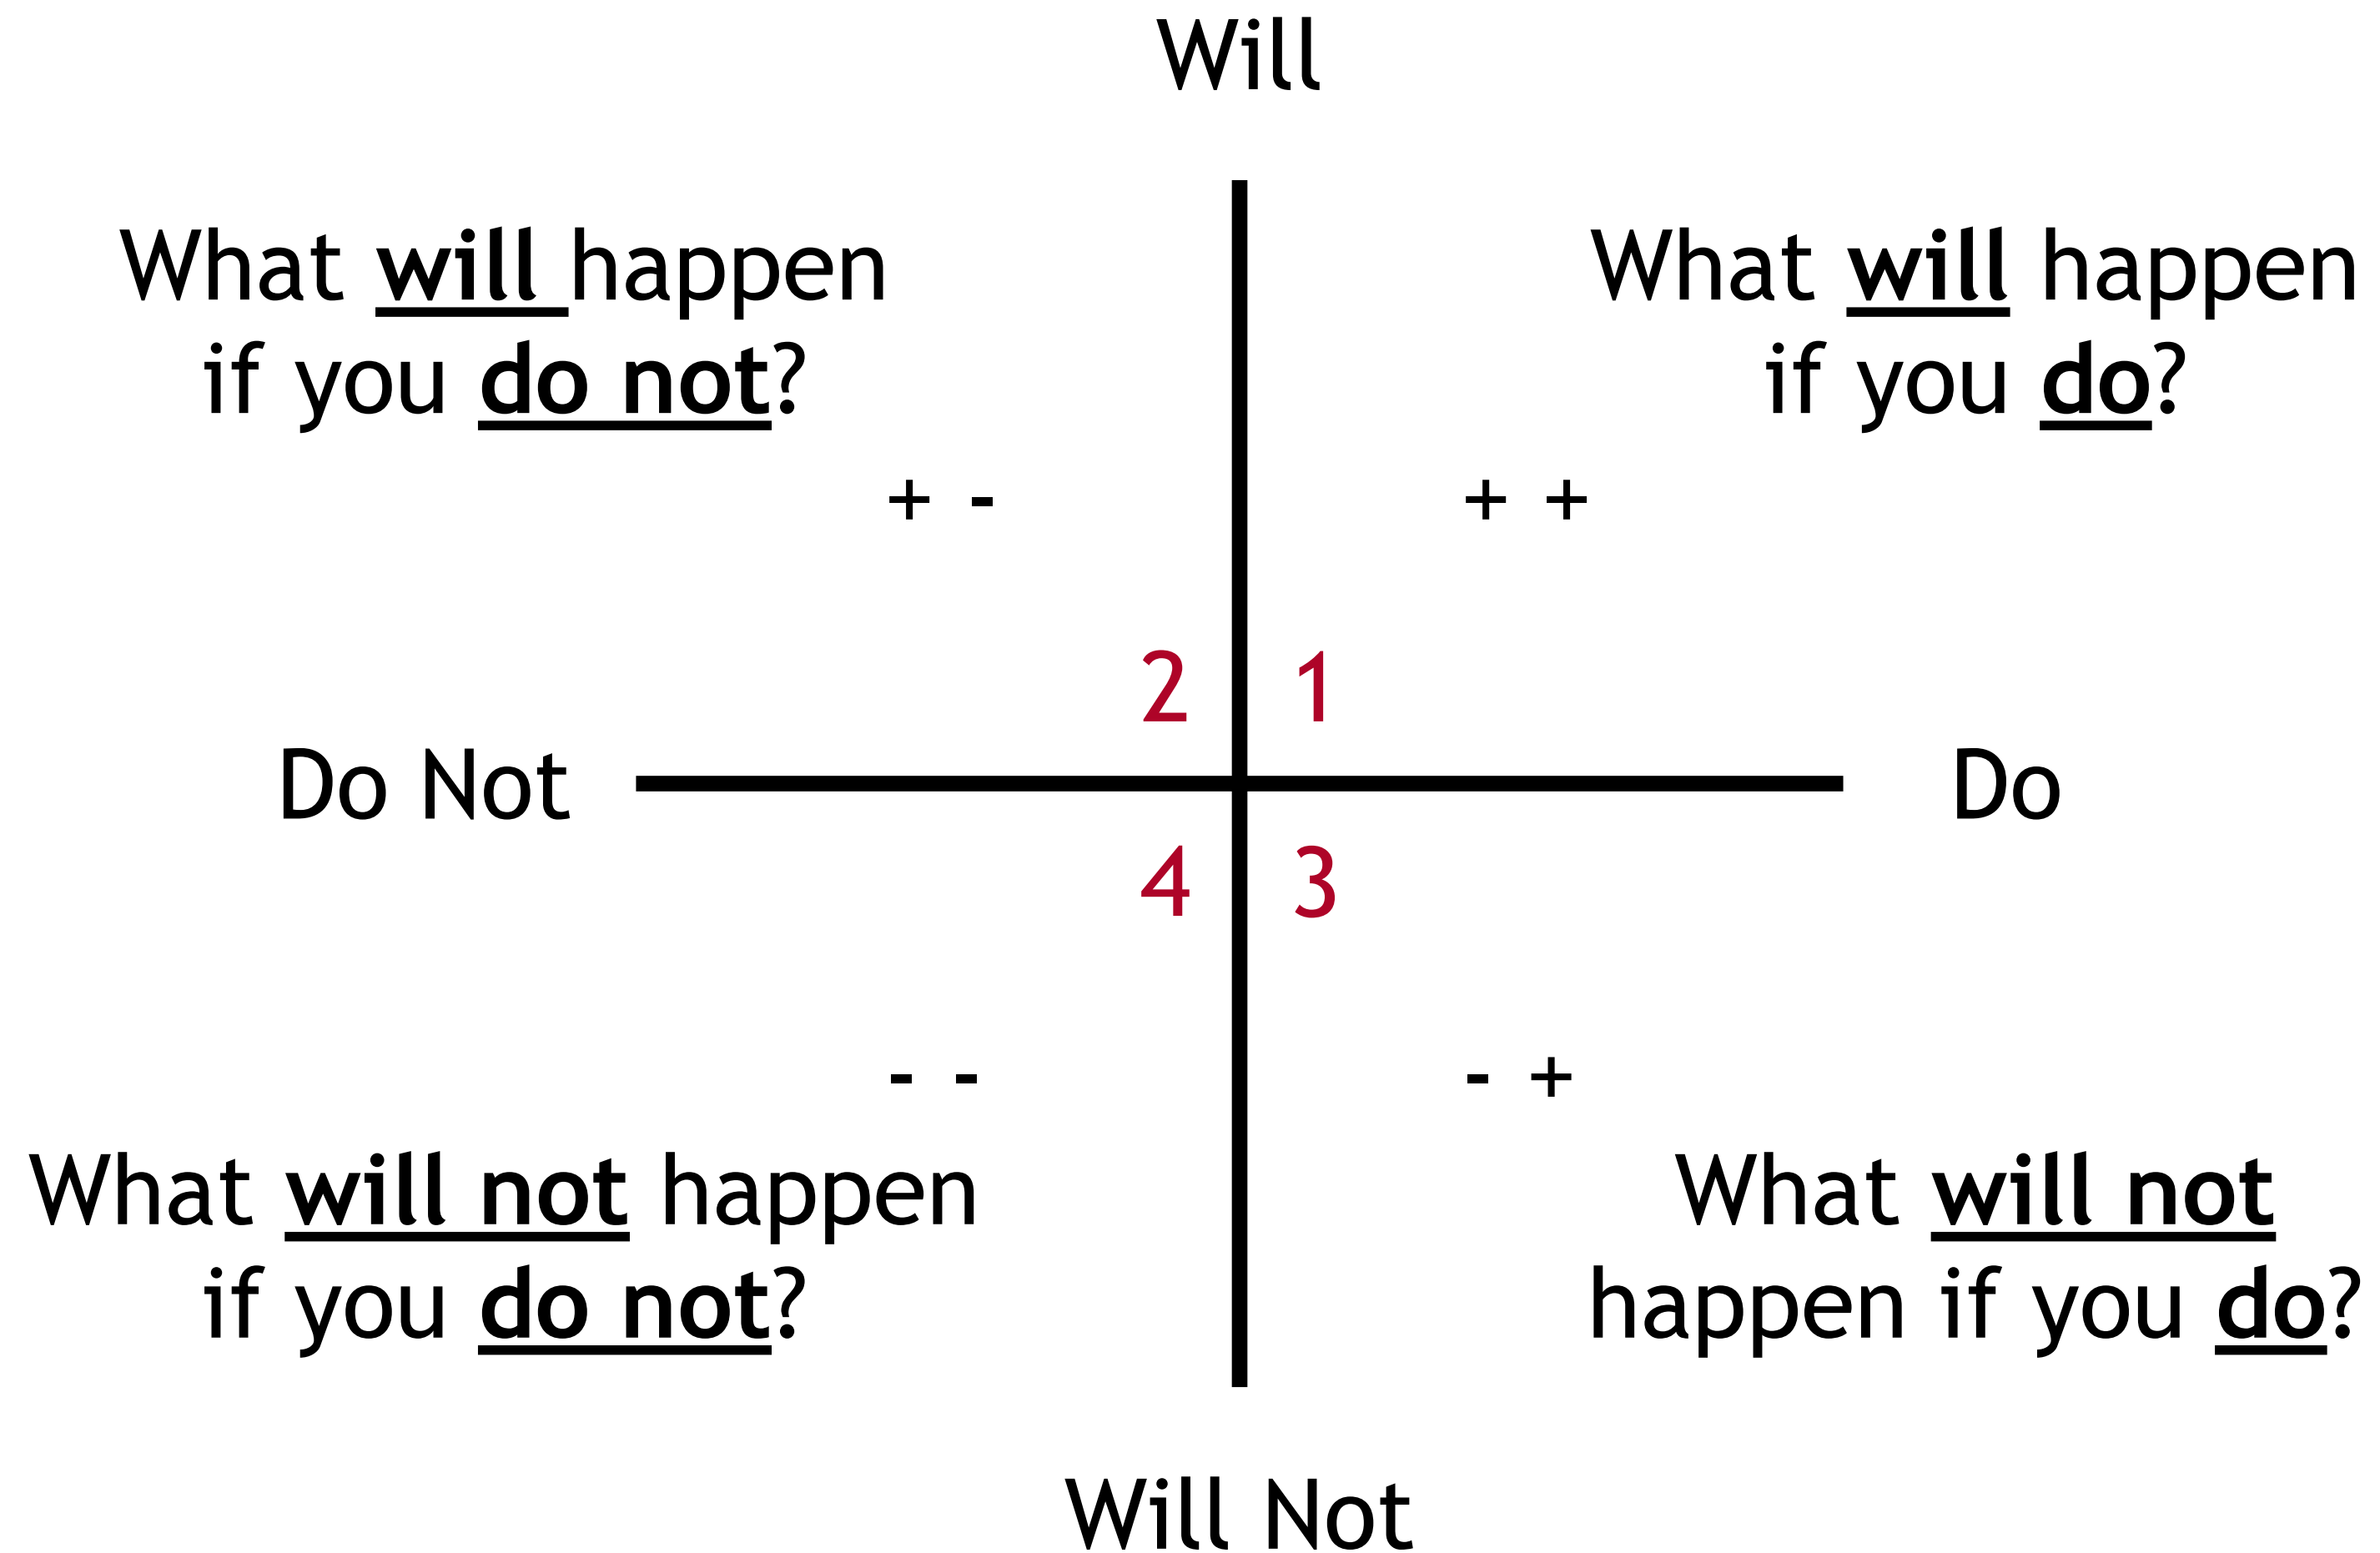 Will
What will happen
if you do not?
What will happen
if you do?
+ -
+ +
2
1
Do Not
Do
4
3
- -
- +
What will not happen
if you do not?
What will not
happen if you do?
Will Not